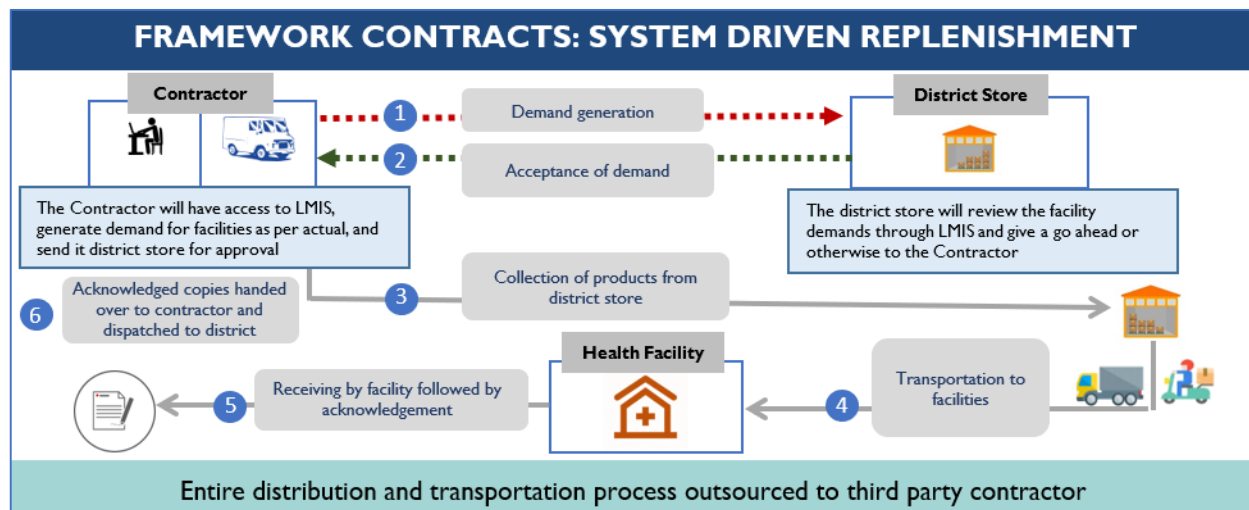 FRAMEWORK CONTRACTS: SYSTEM DRIVEN REPLENISHMENT
Contractor
District Store
1
Demand generation
2
Acceptance of demand
The Contractor will have access to LMIS,
generate demand for facilities as per actual, and
send it district store for approval
The district store will review the facility
demands through LMIS and give a go ahead or
otherwise to the Contractor
3
Collection of products from
district store
6
Acknowledged copies handed
over to contractor and
dispatched to district
Health Facility
4
Transportation to
facilities
5
Receiving by facility followed by
acknowledgement
Entire distribution and transportation process outsourced to third party contractor